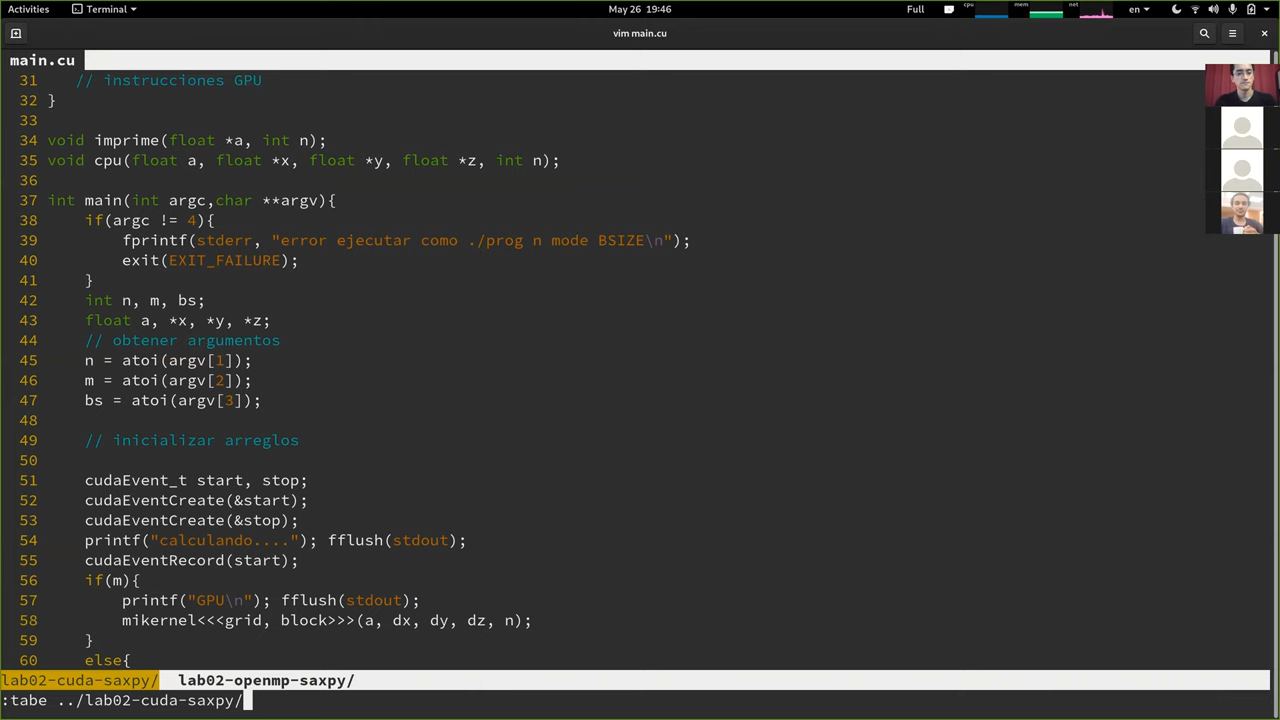 Activities Terminal May 26 19:46 Full cpu mem net en
vim main.cu
main.cu
31 // instrucciones GPU
32 }
33
34 void imprime(float *a, int n);
35 void cpu(float a, float *x, float *y, float *z, int n);
36
37 int main(int argc,char **argv){
38 if(argc != 4){
39 fprintf(stderr, "error ejecutar como ./prog n mode BSIZE\n");
40 exit(EXIT_FAILURE);
41 }
42 int n, m, bs;
43 float a, *x, *y, *z;
44 // obtener argumentos
45 n = atoi(argv[1]);
46 m = atoi(argv[2]);
47 bs = atoi(argv[3]);
48
49 // inicializar arreglos
50
51 cudaEvent_t start, stop;
52 cudaEventCreate(&start);
53 cudaEventCreate(&stop);
54 printf("calculando...."); fflush(stdout);
55 cudaEventRecord(start);
56 if(m){
57 printf("GPU\n"); fflush(stdout);
58 mikernel<<<grid, block>>>(a, dx, dy, dz, n);
59 }
60 else{
lab02-cuda-saxpy/ lab02-openmp-saxpy/
:tabe ../lab02-cuda-saxpy/